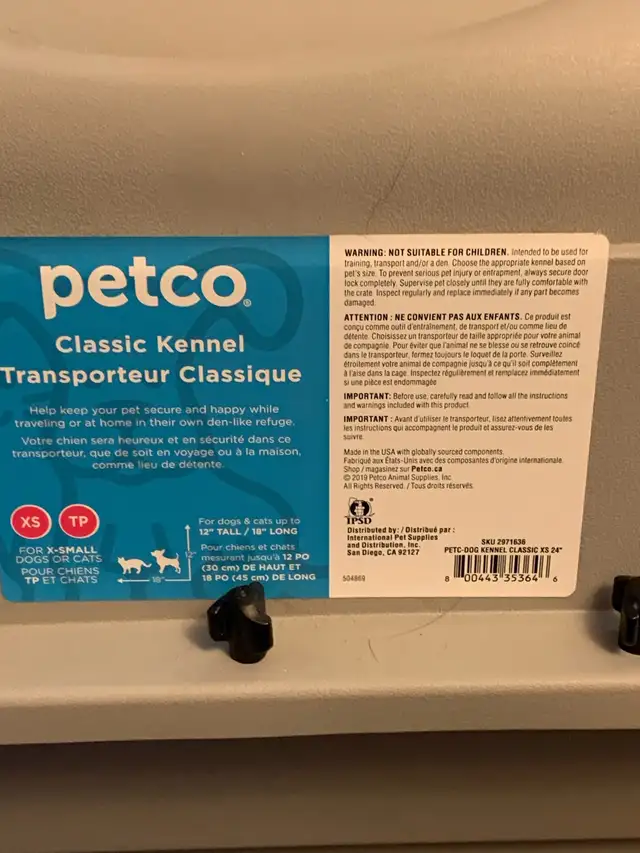 petco®
Classic Kennel
Transporteur Classique
Help keep your pet secure and happy while
traveling or at home in their own den-like refuge.
Votre chien sera heureux et en sécurité dans ce
transporteur, que de soit en voyage ou à la maison,
comme lieu de détente.
XS TP
FOR X-SMALL
DOGS OR CATS
POUR CHIENS
TP ET CHATS
12"
18"
For dogs & cats up to
12" TALL / 18" LONG
Pour chiens et chats
mesurant jusqu'à 12 PO
(30 cm) DE HAUT ET
18 PO (45 cm) DE LONG
WARNING: NOT SUITABLE FOR CHILDREN. Intended to be used for
training, transport and/or a den. Choose the appropriate kennel based on
pet's size. To prevent serious pet injury or entrapment, always secure door
lock completely. Supervise pet closely until they are fully comfortable with
the crate. Inspect regularly and replace immediately if any part becomes
damaged.
ATTENTION : NE CONVIENT PAS AUX ENFANTS. Ce produit est
conçu comme outil d'entraînement, de transport et/ou comme lieu de
détente. Choisissez un transporteur de taille appropriée pour votre animal
de compagnie. Pour éviter que l'animal ne se blesse ou se retrouve coincé
dans le transporteur, fermez toujours le loquet de la porte. Surveillez
étroitement votre animal de compagnie jusqu'à ce qu'il soit complètement
à l'aise dans la cage. Inspectez régulièrement et remplacez immédiatement
si une pièce est endommagée
IMPORTANT: Before use, carefully read and follow all the instructions
and warnings included with this product.
IMPORTANT : Avant d'utiliser le transporteur, lisez attentivement toutes
les instructions qui accompagnent le produit et assurez-vous de les
suivre.
Made in the USA with globally sourced components.
Fabriqué aux États-Unis avec des composantes d'origine internationale.
Shop / magasinez sur Petco.ca
© 2019 Petco Animal Supplies, Inc.
All Rights Reserved. / Tous droits réservés.
IPSD
Distributed by: / Distribué par :
International Pet Supplies
and Distribution, Inc.
San Diego, CA 92127
504869
SKU 2971636
PETC-DOG KENNEL CLASSIC XS 24"
8 00443 35364 6